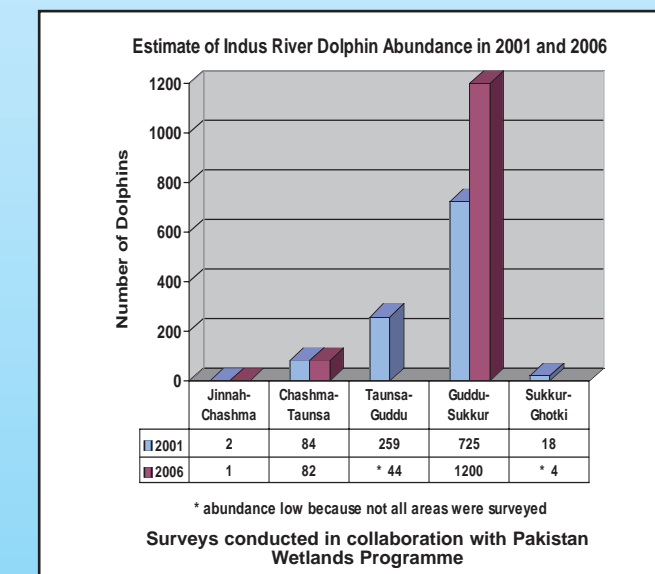 Estimate of Indus River Dolphin Abundance in 2001 and 2006
Number of Dolphins
1200
1000
800
600
400
200
0
Jinnah-
Chashma
Chashma-
Taunsa
Taunsa-
Guddu
Guddu-
Sukkur
Sukkur-
Ghotki
2001 2 84 259 725 18
2006 1 82 * 44 1200 * 4
* abundance low because not all areas were surveyed
Surveys conducted in collaboration with Pakistan
Wetlands Programme